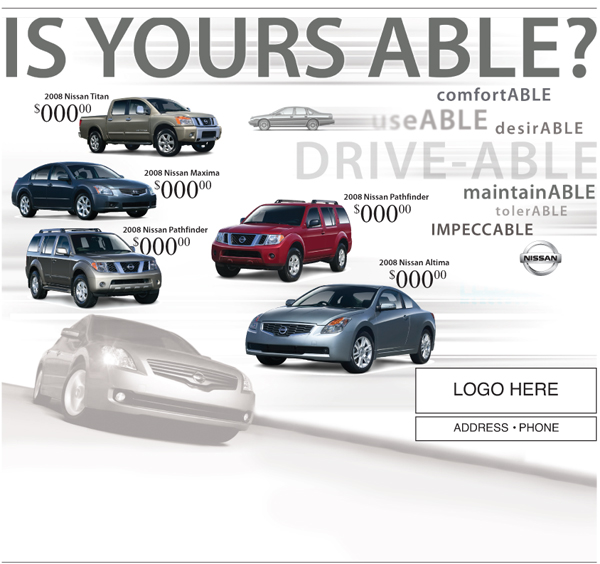 IS YOURS ABLE?
2008 Nissan Titan
$000⁰⁰
comfortABLE
useABLE
desirABLE
DRIVE-ABLE
2008 Nissan Maxima
$000⁰⁰
maintainABLE
2008 Nissan Pathfinder
$000⁰⁰
tolerABLE
IMPECCABLE
2008 Nissan Pathfinder
$000⁰⁰
NISSAN
2008 Nissan Altima
$000⁰⁰
LOGO HERE
ADDRESS • PHONE